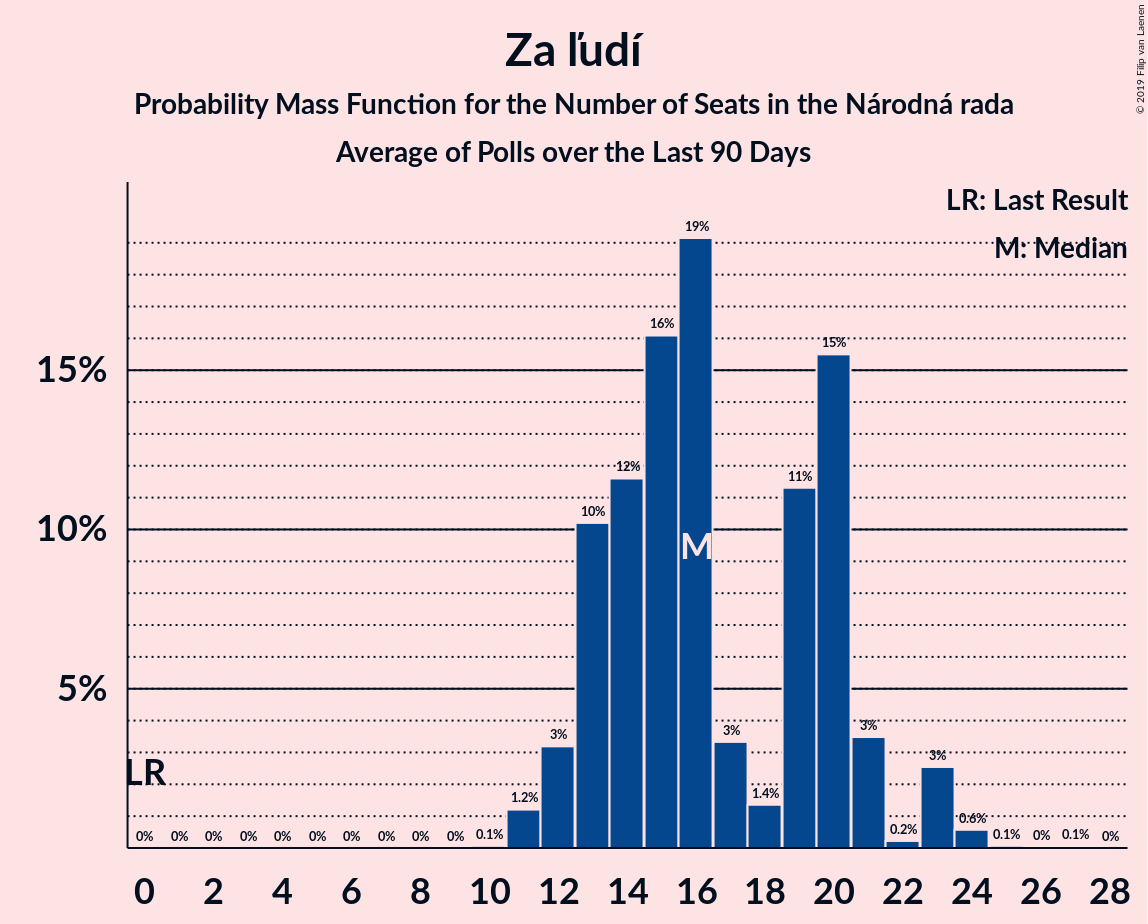 Za ľudí
Probability Mass Function for the Number of Seats in the Národná rada
Average of Polls over the Last 90 Days
© 2019 Filip van Laenen
LR: Last Result
M: Median
15%
10%
5%
LR
M
0% 0% 0% 0% 0% 0% 0% 0% 0% 0% 0.1% 1.2% 3% 10% 12% 16% 19% 3% 1.4% 11% 15% 3% 0.2% 3% 0.6% 0.1% 0% 0.1% 0%
0 2 4 6 8 10 12 14 16 18 20 22 24 26 28